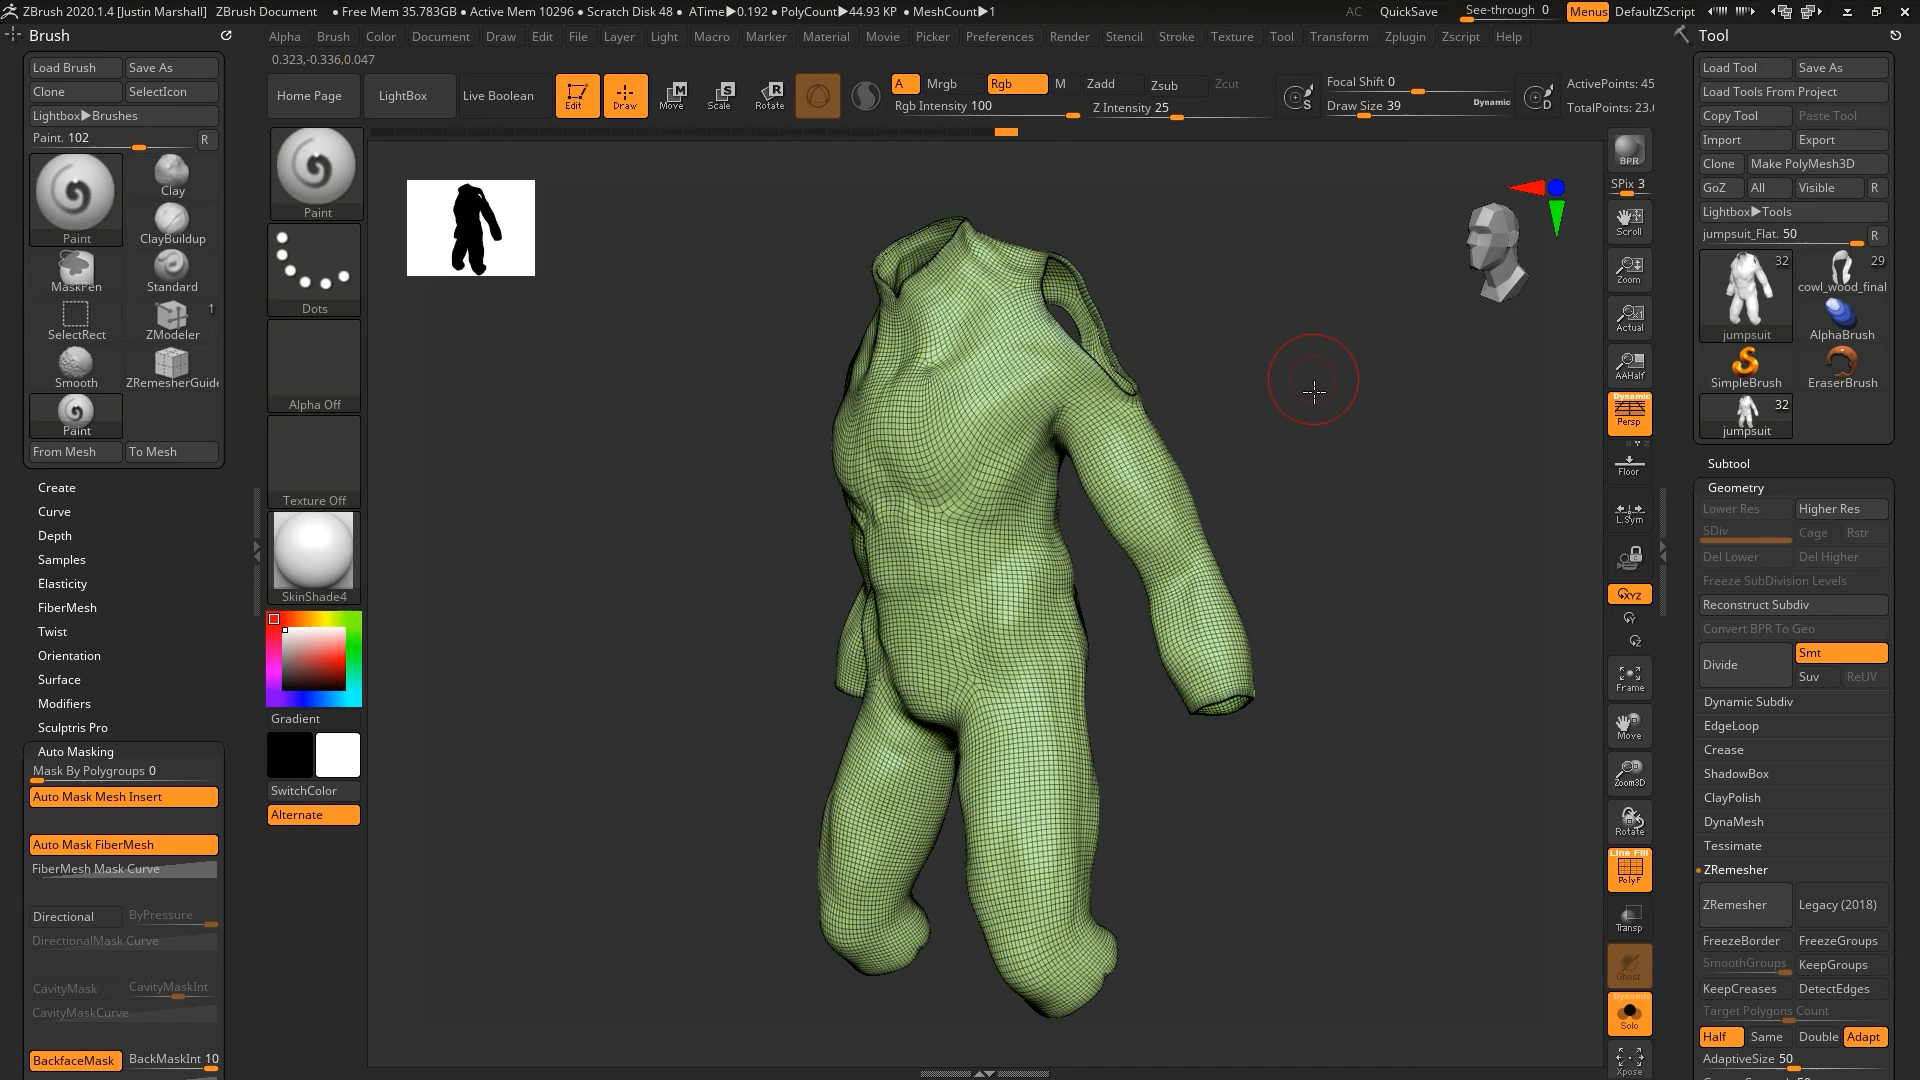 ZBrush 2020.1.4 [Justin Marshall] ZBrush Document • Free Mem 35.783GB • Active Mem 10296 • Scratch Disk 48 • ATime▶0.192 • PolyCount▶44.93 KP • MeshCount▶1 AC QuickSave See-through 0 Menus DefaultZScript
Brush
Alpha Brush Color Document Draw Edit File Layer Light Macro Marker Material Movie Picker Preferences Render Stencil Stroke Texture Tool Transform Zplugin Zscript Help
Tool
0.323,-0.336,0.047
Load Brush Save As
Clone SelectIcon
Lightbox▶Brushes
Paint. 102 R
Paint
Clay
ClayBuildup
MaskPen
Standard
SelectRect
1
ZModeler
Smooth
ZRemesherGuide
Paint
From Mesh To Mesh
Create
Curve
Depth
Samples
Elasticity
FiberMesh
Twist
Orientation
Surface
Modifiers
Sculptris Pro
Auto Masking
Mask By Polygroups 0
Auto Mask Mesh Insert
Auto Mask FiberMesh
FiberMesh Mask Curve
Directional ByPressure
DirectionalMask Curve
CavityMask CavityMaskInt
CavityMaskCurve
BackfaceMask BackMaskInt 10
Home Page LightBox Live Boolean
Edit Draw Move Scale Rotate
M S R
A Mrgb Rgb M Zadd Zsub Zcut
Rgb Intensity 100 Z Intensity 25
S
Focal Shift 0
Draw Size 39 Dynamic
D
ActivePoints: 45
TotalPoints: 23.
Paint
Dots
Alpha Off
Texture Off
SkinShade4
Gradient
SwitchColor
Alternate
BPR
SPix 3
Scroll
Zoom
Actual
AAHalf
Dynamic
Persp
Floor
L.Sym
XYZ
Y
Z
Frame
Move
Zoom3D
Rotate
Line Fill
PolyF
Transp
Ghost
Dynamic
Solo
Xpose
Load Tool Save As
Load Tools From Project
Copy Tool Paste Tool
Import Export
Clone Make PolyMesh3D
GoZ All Visible R
Lightbox▶Tools
jumpsuit_Flat. 50 R
32
jumpsuit
29
cowl_wood_final
AlphaBrush
SimpleBrush
EraserBrush
32
jumpsuit
Subtool
Geometry
Lower Res Higher Res
SDiv Cage Rstr
Del Lower Del Higher
Freeze SubDivision Levels
Reconstruct Subdiv
Convert BPR To Geo
Divide Smt
Suv ReUV
Dynamic Subdiv
EdgeLoop
Crease
ShadowBox
ClayPolish
DynaMesh
Tessimate
ZRemesher
ZRemesher Legacy (2018)
FreezeBorder FreezeGroups
SmoothGroups KeepGroups
KeepCreases DetectEdges
Target Polygons Count
Half Same Double Adapt
AdaptiveSize 50